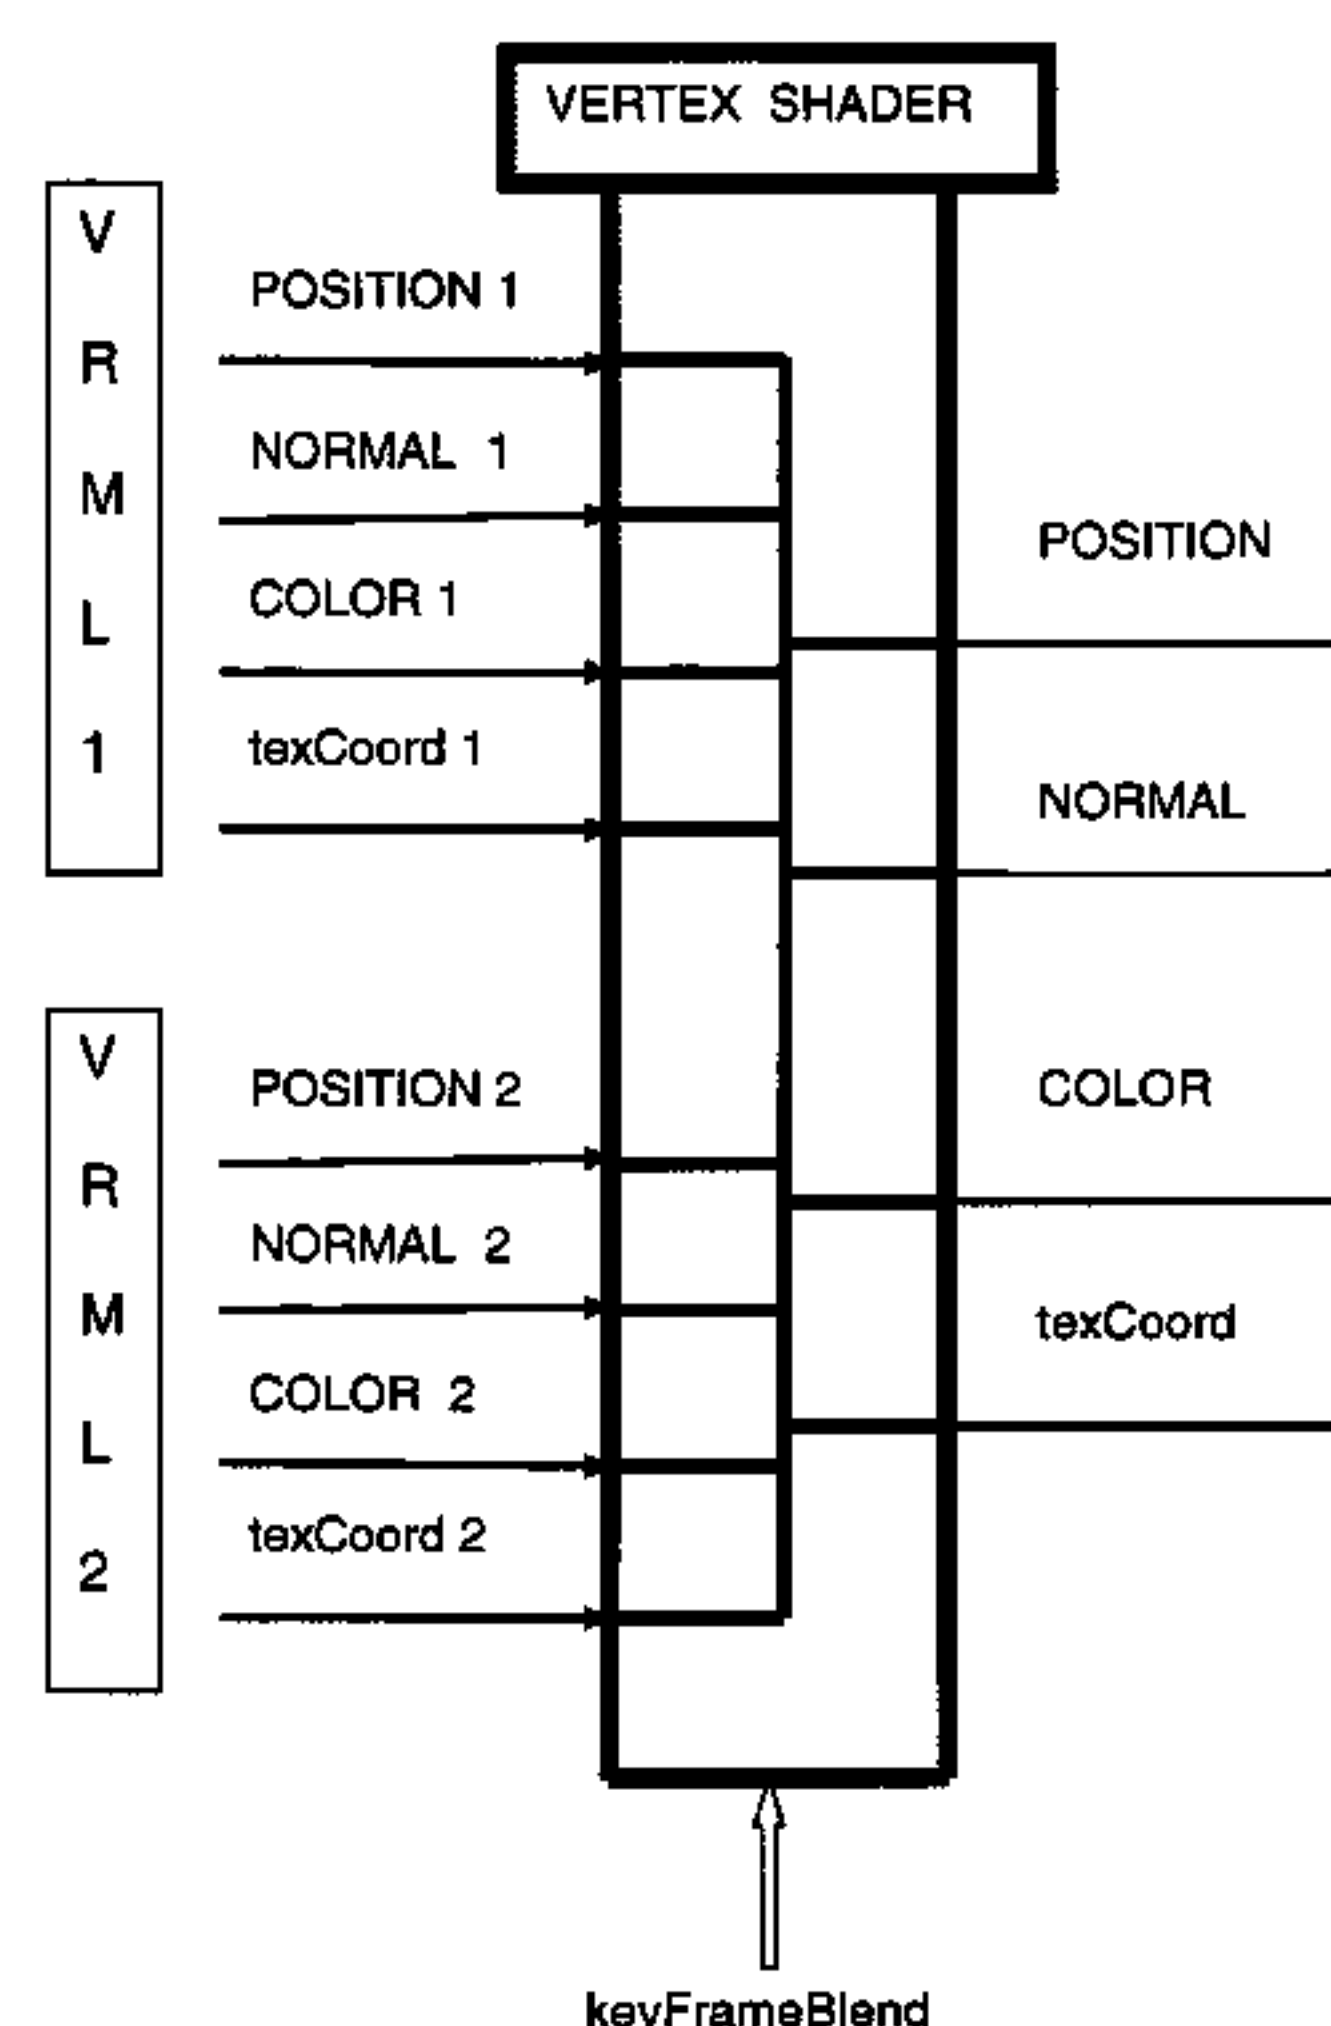 VERTEX SHADER
V
R
M
L
1
POSITION 1
NORMAL 1
COLOR 1
texCoord 1
V
R
M
L
2
POSITION 2
NORMAL 2
COLOR 2
texCoord 2
POSITION
NORMAL
COLOR
texCoord
keyFrameBlend